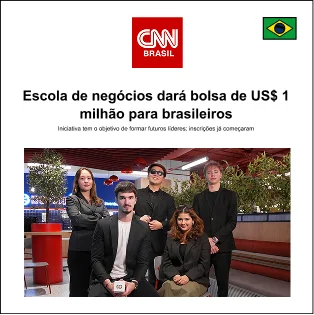 CNN
BRASIL
Escola de negócios dará bolsa de US$ 1
milhão para brasileiros
Iniciativa tem o objetivo de formar futuros líderes; inscrições já começaram